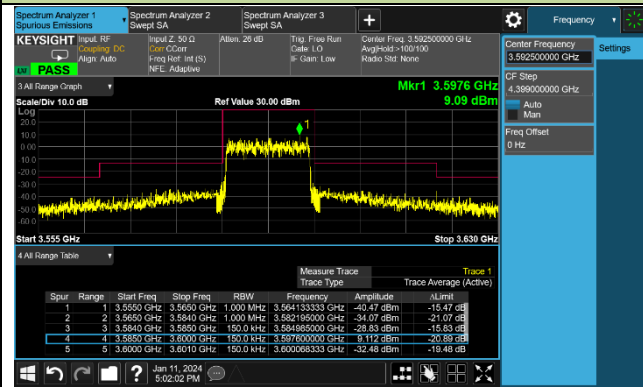 Spectrum Analyzer 1
Spurious Emissions
Spectrum Analyzer 2
Swept SA
Spectrum Analyzer 3
Swept SA
+
Frequency
KEYSIGHT
Input: RF
Coupling: DC
Align: Auto
Input Z: 50 Ω
Corr CCorr
Freq Ref: Int (S)
NFE: Adaptive
Atten: 26 dB
Trig: Free Run
Gate: LO
IF Gain: Low
Center Freq: 3.592500000 GHz
Avg|Hold:>100/100
Radio Std: None
PASS
Center Frequency
3.592500000 GHz
Settings
CF Step
4.399000000 GHz
Auto
Man
Freq Offset
0 Hz
3 All Range Graph
Mkr1 3.5976 GHz
9.09 dBm
Scale/Div 10.0 dB
Ref Value 30.00 dBm
Log
20.0
10.0
0.00
-10.0
-20.0
-30.0
-40.0
-50.0
-60.0
1
Start 3.555 GHz
Stop 3.630 GHz
4 All Range Table
Measure Trace Trace 1
Trace Type Trace Average (Active)
Spur Range Start Freq Stop Freq RBW Frequency Amplitude ΔLimit
1 1 3.5550 GHz 3.5650 GHz 1.000 MHz 3.564133333 GHz -40.47 dBm -15.47 dB
2 2 3.5650 GHz 3.5840 GHz 1.000 MHz 3.582195000 GHz -34.07 dBm -21.07 dB
3 3 3.5840 GHz 3.5850 GHz 150.0 kHz 3.584985000 GHz -28.83 dBm -15.83 dB
4 4 3.5850 GHz 3.6000 GHz 150.0 kHz 3.597600000 GHz 9.112 dBm -20.89 dB
5 5 3.6000 GHz 3.6010 GHz 150.0 kHz 3.600068333 GHz -32.48 dBm -19.48 dB
?
Jan 11, 2024
5:02:02 PM